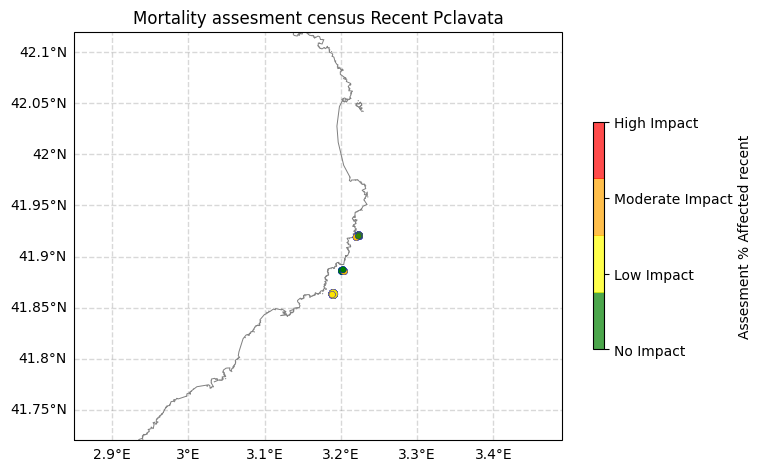 Mortality assesment census Recent Pclavata
42.1°N
42.05°N
42°N
41.95°N
41.9°N
41.85°N
41.8°N
41.75°N
2.9°E 3°E 3.1°E 3.2°E 3.3°E 3.4°E
High Impact
Moderate Impact
Low Impact
No Impact
Assesment % Affected recent